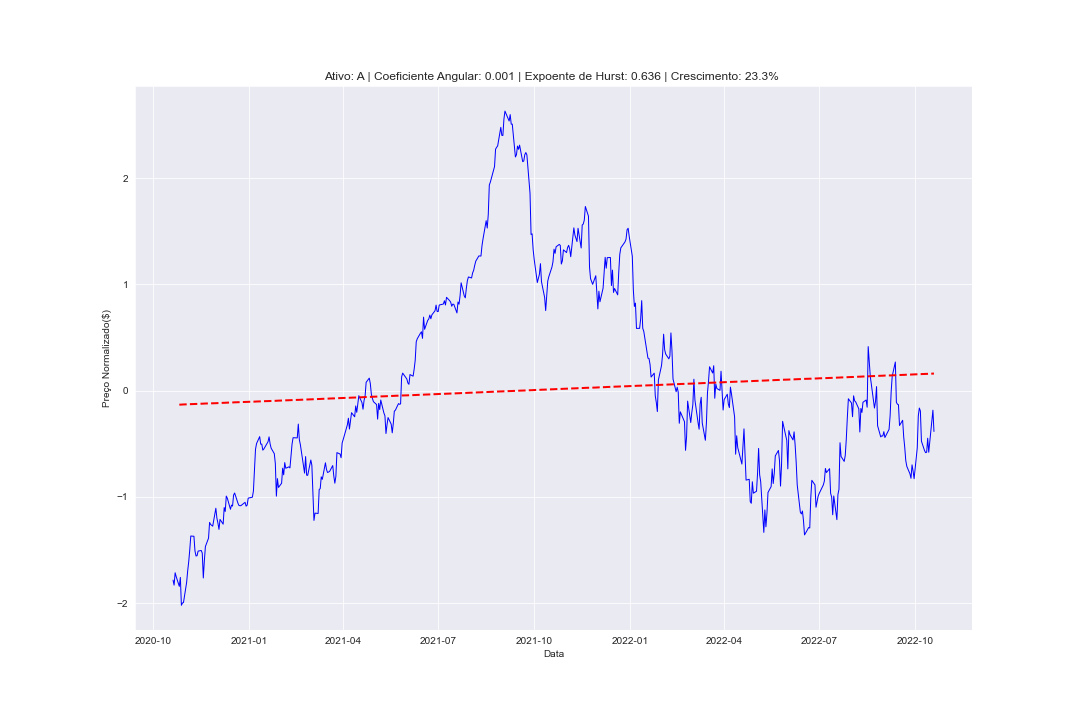 Ativo: A | Coeficiente Angular: 0.001 | Expoente de Hurst: 0.636 | Crescimento: 23.3%
Preço Normalizado($)
2
1
0
−1
−2
2020-10 2021-01 2021-04 2021-07 2021-10 2022-01 2022-04 2022-07 2022-10
Data